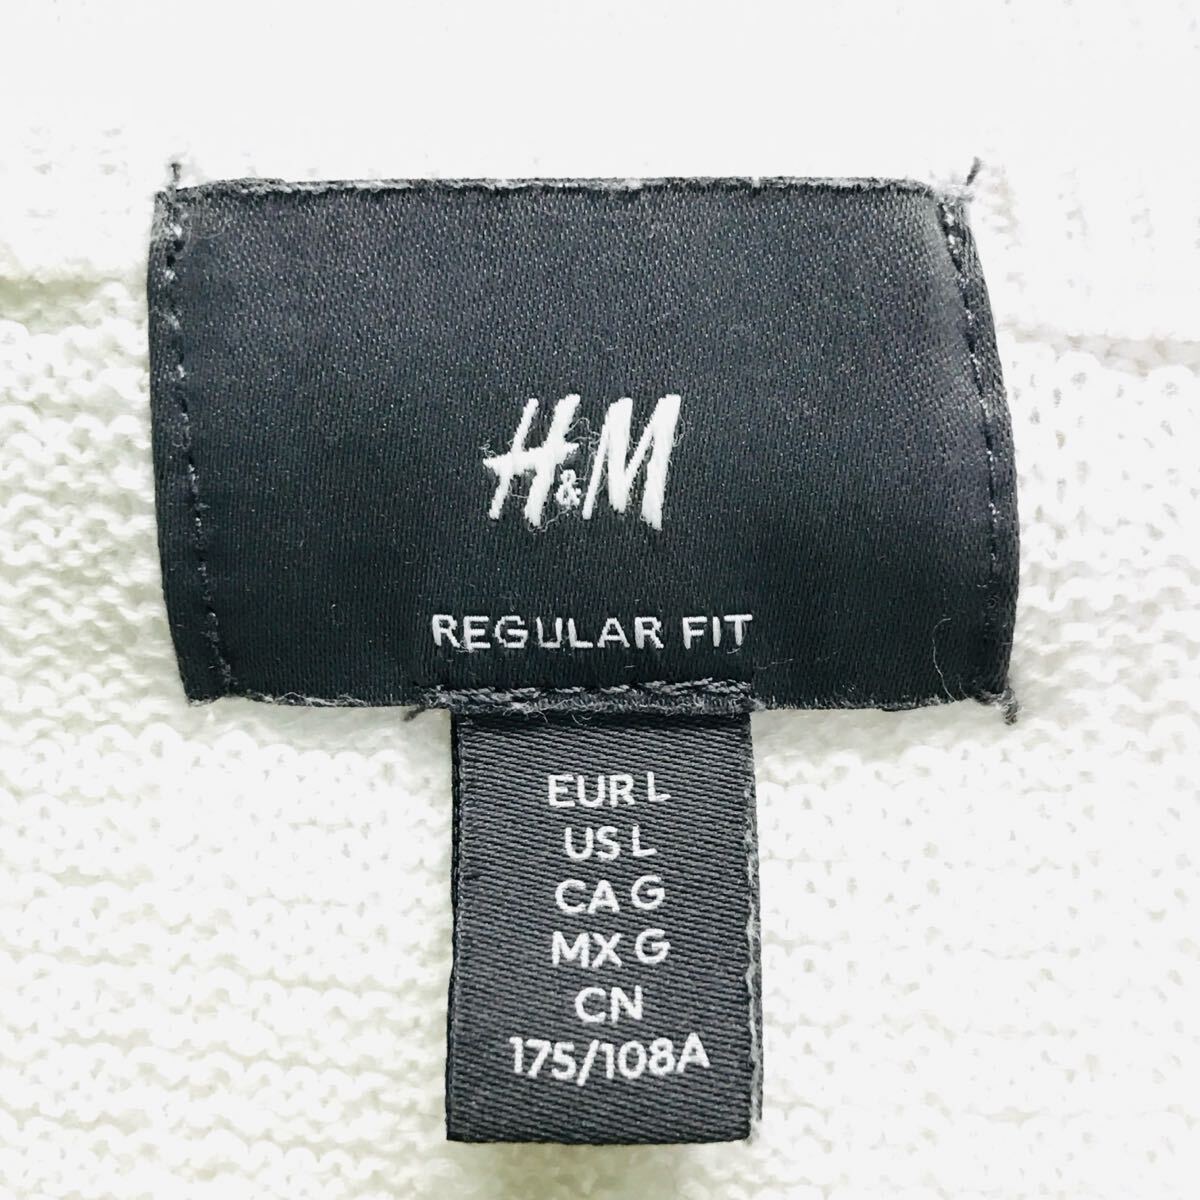 H&M
REGULAR FIT
EUR L
US L
CA G
MX G
CN
175/108A